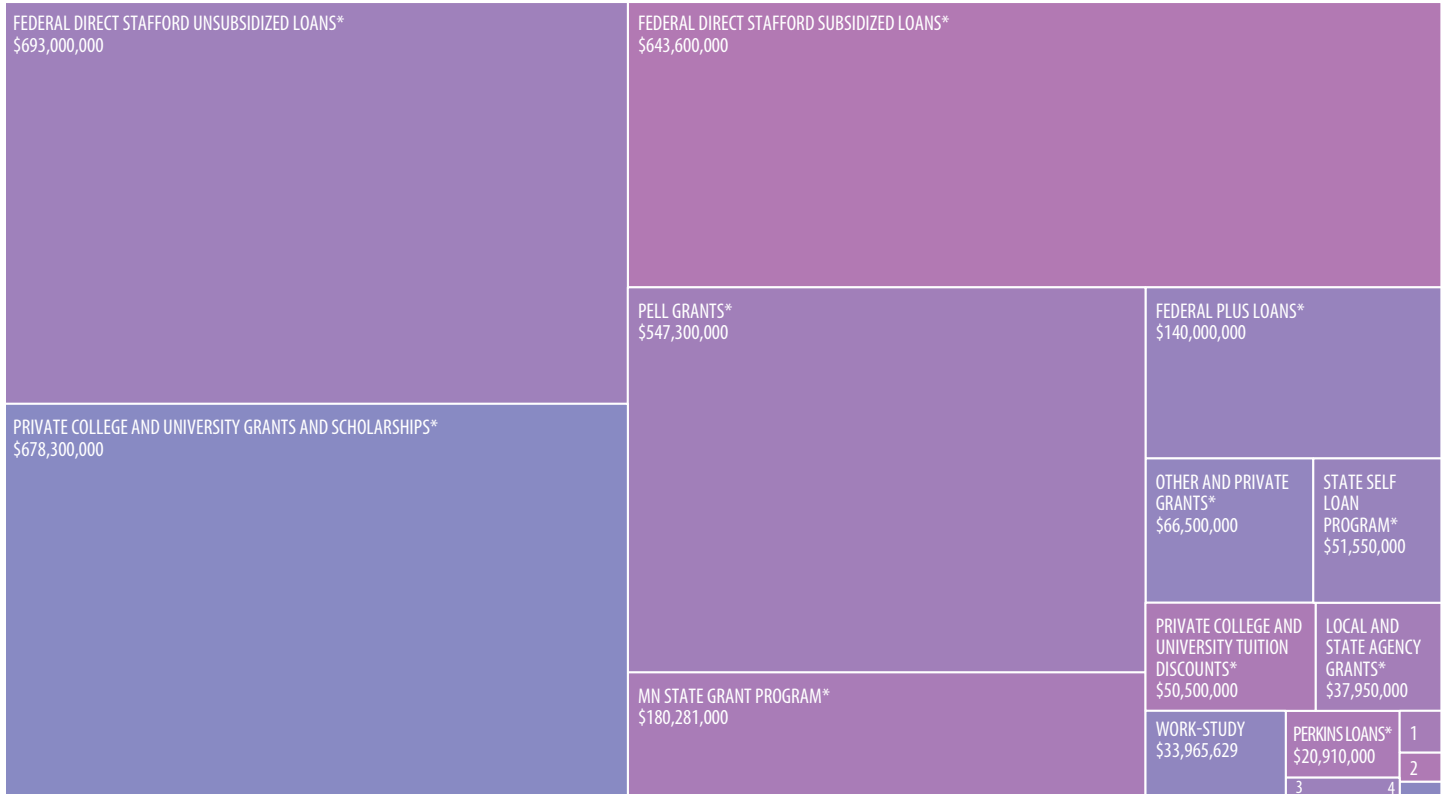 FEDERAL DIRECT STAFFORD UNSUBSIDIZED LOANS*
$693,000,000
FEDERAL DIRECT STAFFORD SUBSIDIZED LOANS*
$643,600,000
PELL GRANTS*
$547,300,000
FEDERAL PLUS LOANS*
$140,000,000
PRIVATE COLLEGE AND UNIVERSITY GRANTS AND SCHOLARSHIPS*
$678,300,000
OTHER AND PRIVATE
GRANTS*
$66,500,000
STATE SELF
LOAN
PROGRAM*
$51,550,000
PRIVATE COLLEGE AND
UNIVERSITY TUITION
DISCOUNTS*
$50,500,000
LOCAL AND
STATE AGENCY
GRANTS*
$37,950,000
MN STATE GRANT PROGRAM*
$180,281,000
WORK-STUDY
$33,965,629
PERKINS LOANS*
$20,910,000
1
2
3
4